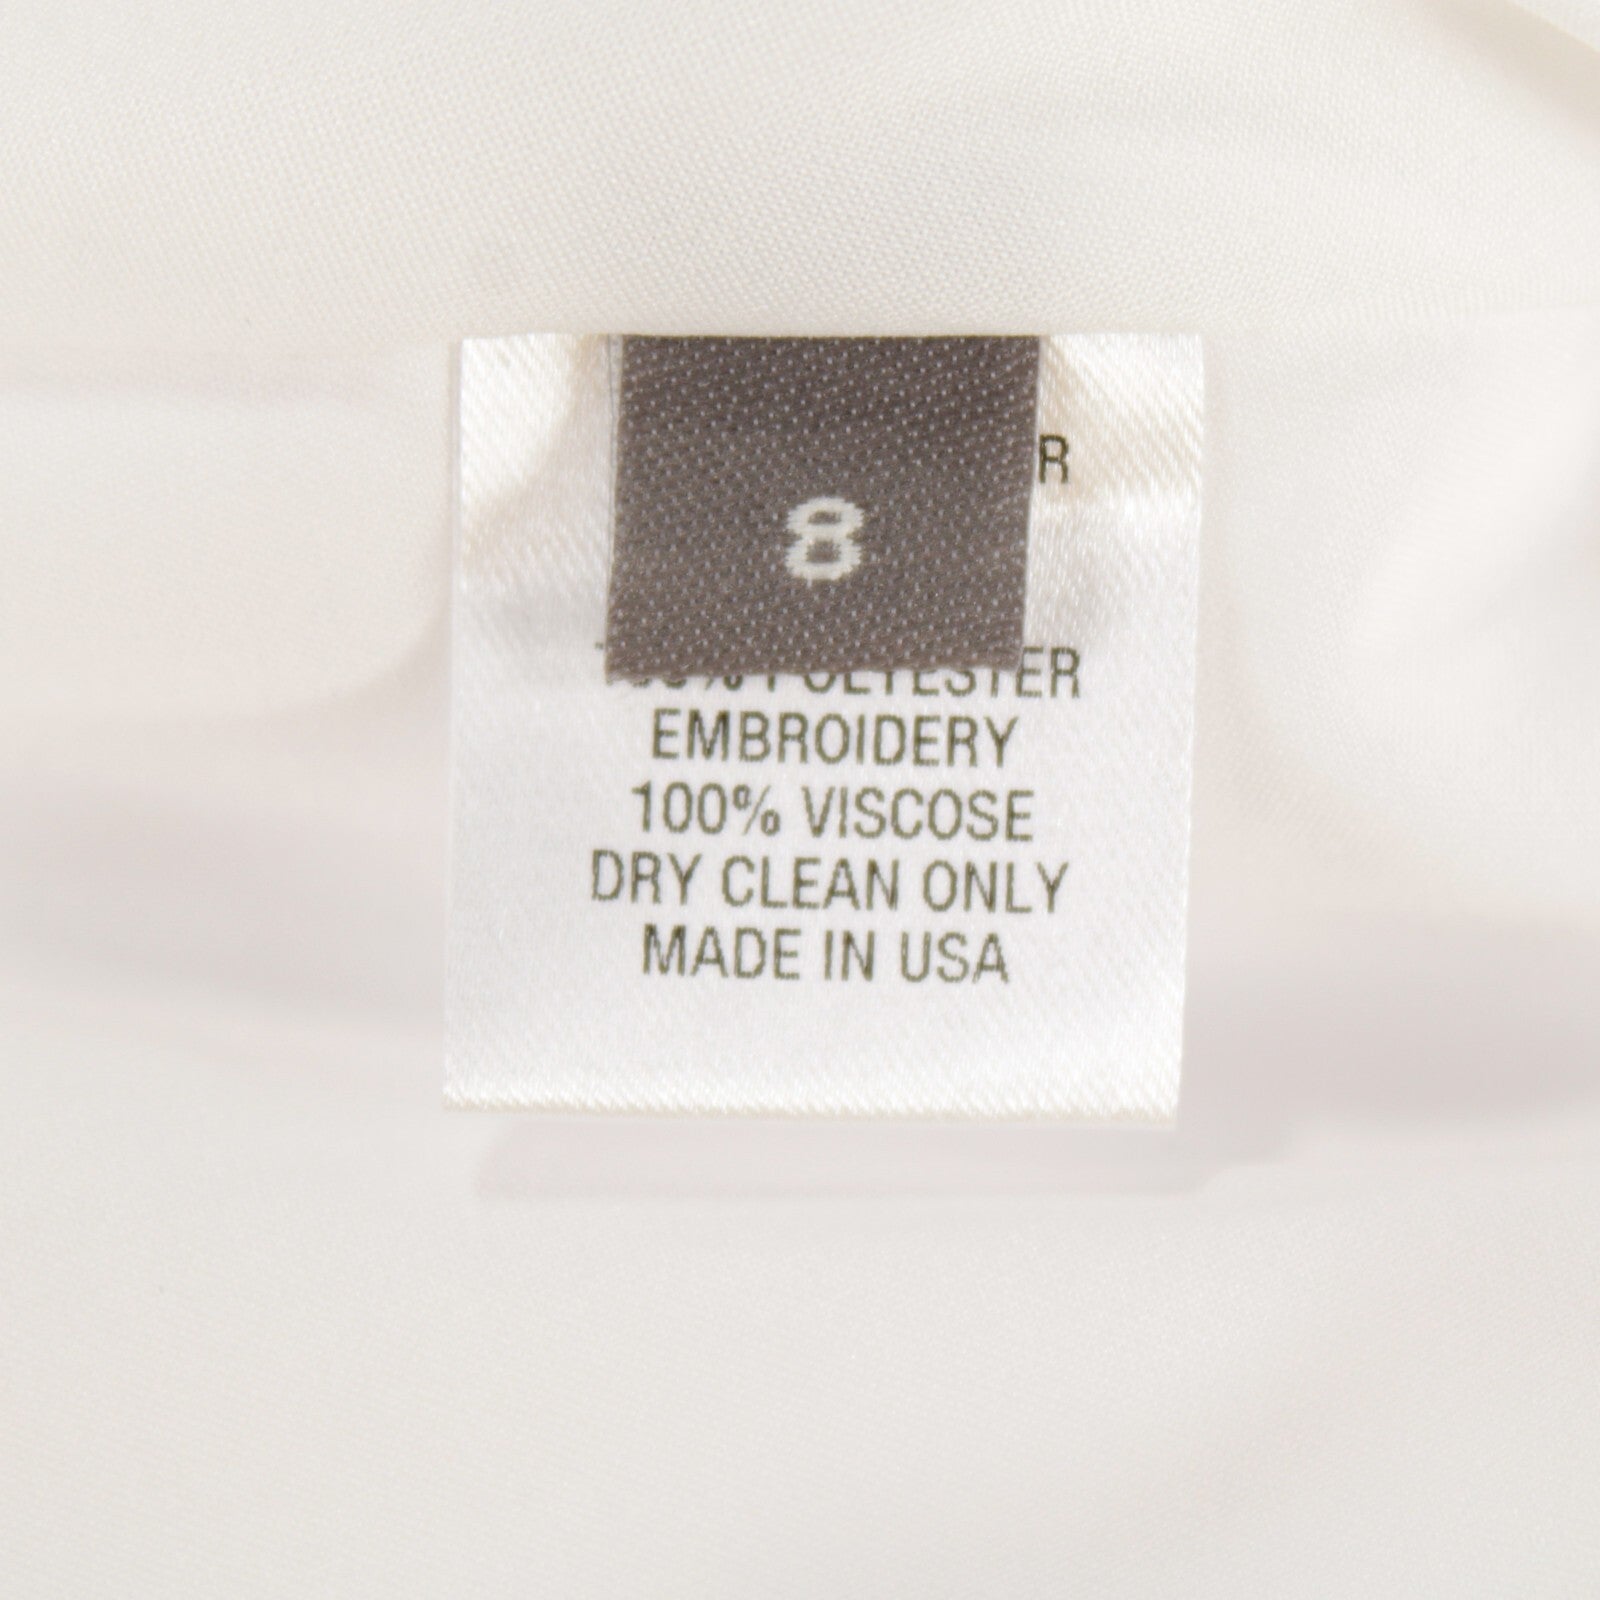 8
POLYESTER
EMBROIDERY
100% VISCOSE
DRY CLEAN ONLY
MADE IN USA